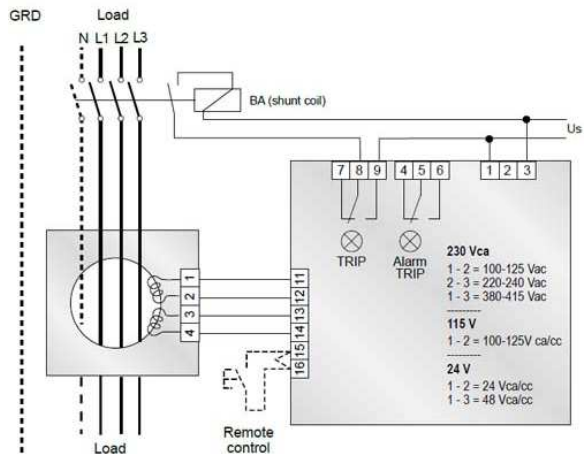 GRD
Load
N L1 L2 L3
BA (shunt coil)
Us
7 8 9 4 5 6 1 2 3
TRIP
Alarm
TRIP
230 Vca
1 - 2 = 100-125 Vac
2 - 3 = 220-240 Vac
1 - 3 = 380-415 Vac
----------
115 V
1 - 2 = 100-125V ca/cc
----------
24 V
1 - 2 = 24 Vca/cc
1 - 3 = 48 Vca/cc
1
2
3
4
11
12
13
14
15
16
Remote
control
Load